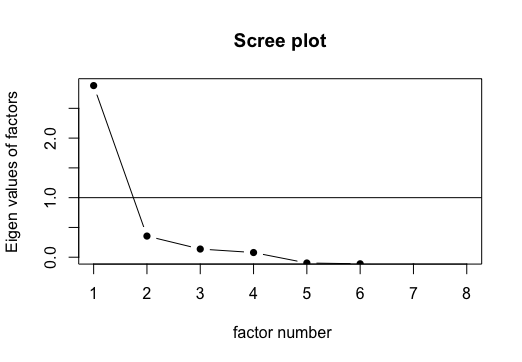 Scree plot
Eigen values of factors
2.0
1.0
0.0
1 2 3 4 5 6 7 8
factor number